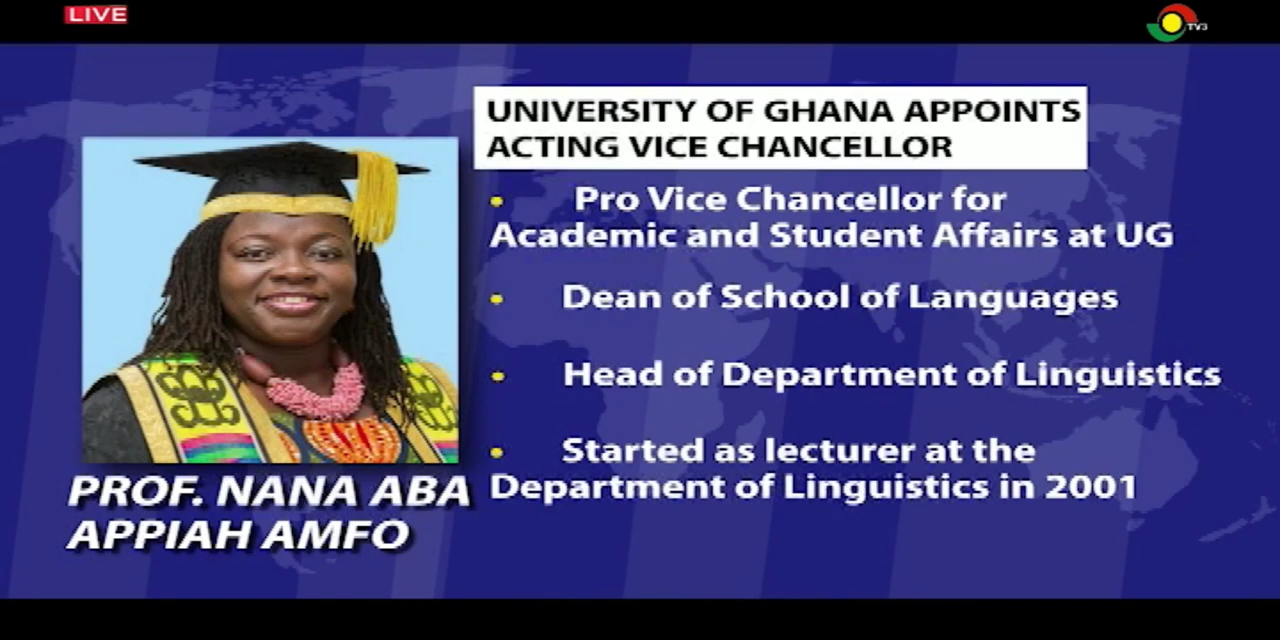 LIVE
TV3
UNIVERSITY OF GHANA APPOINTS
ACTING VICE CHANCELLOR
• Pro Vice Chancellor for
Academic and Student Affairs at UG
• Dean of School of Languages
• Head of Department of Linguistics
• Started as lecturer at the
Department of Linguistics in 2001
PROF. NANA ABA
APPIAH AMFO